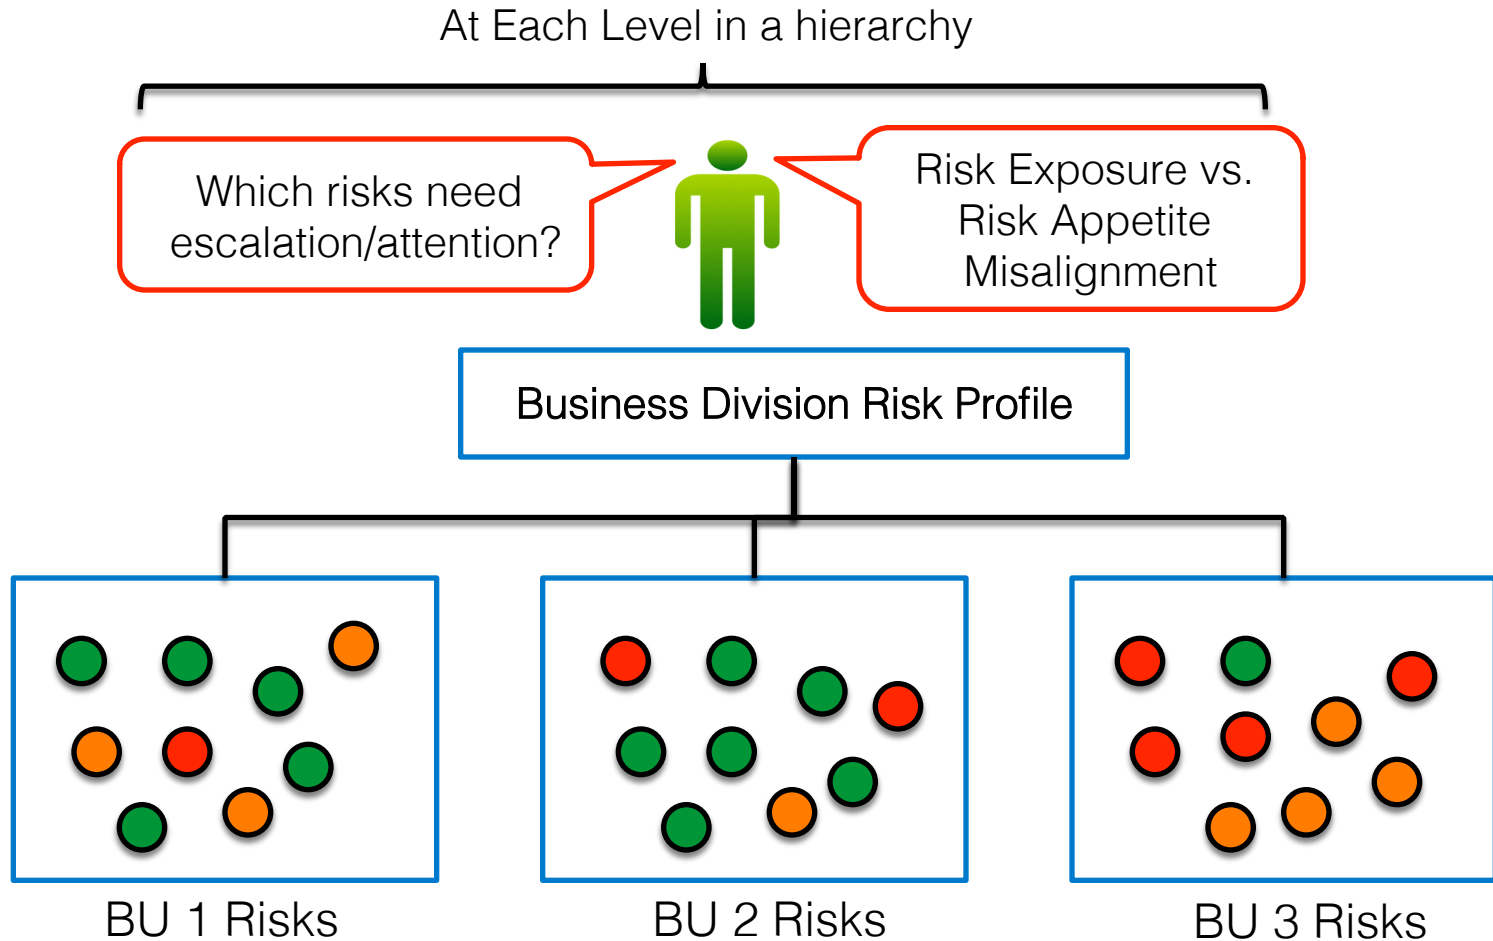 At Each Level in a hierarchy
Which risks need
escalation/attention?
Risk Exposure vs.
Risk Appetite
Misalignment
Business Division Risk Profile
BU 1 Risks
BU 2 Risks
BU 3 Risks